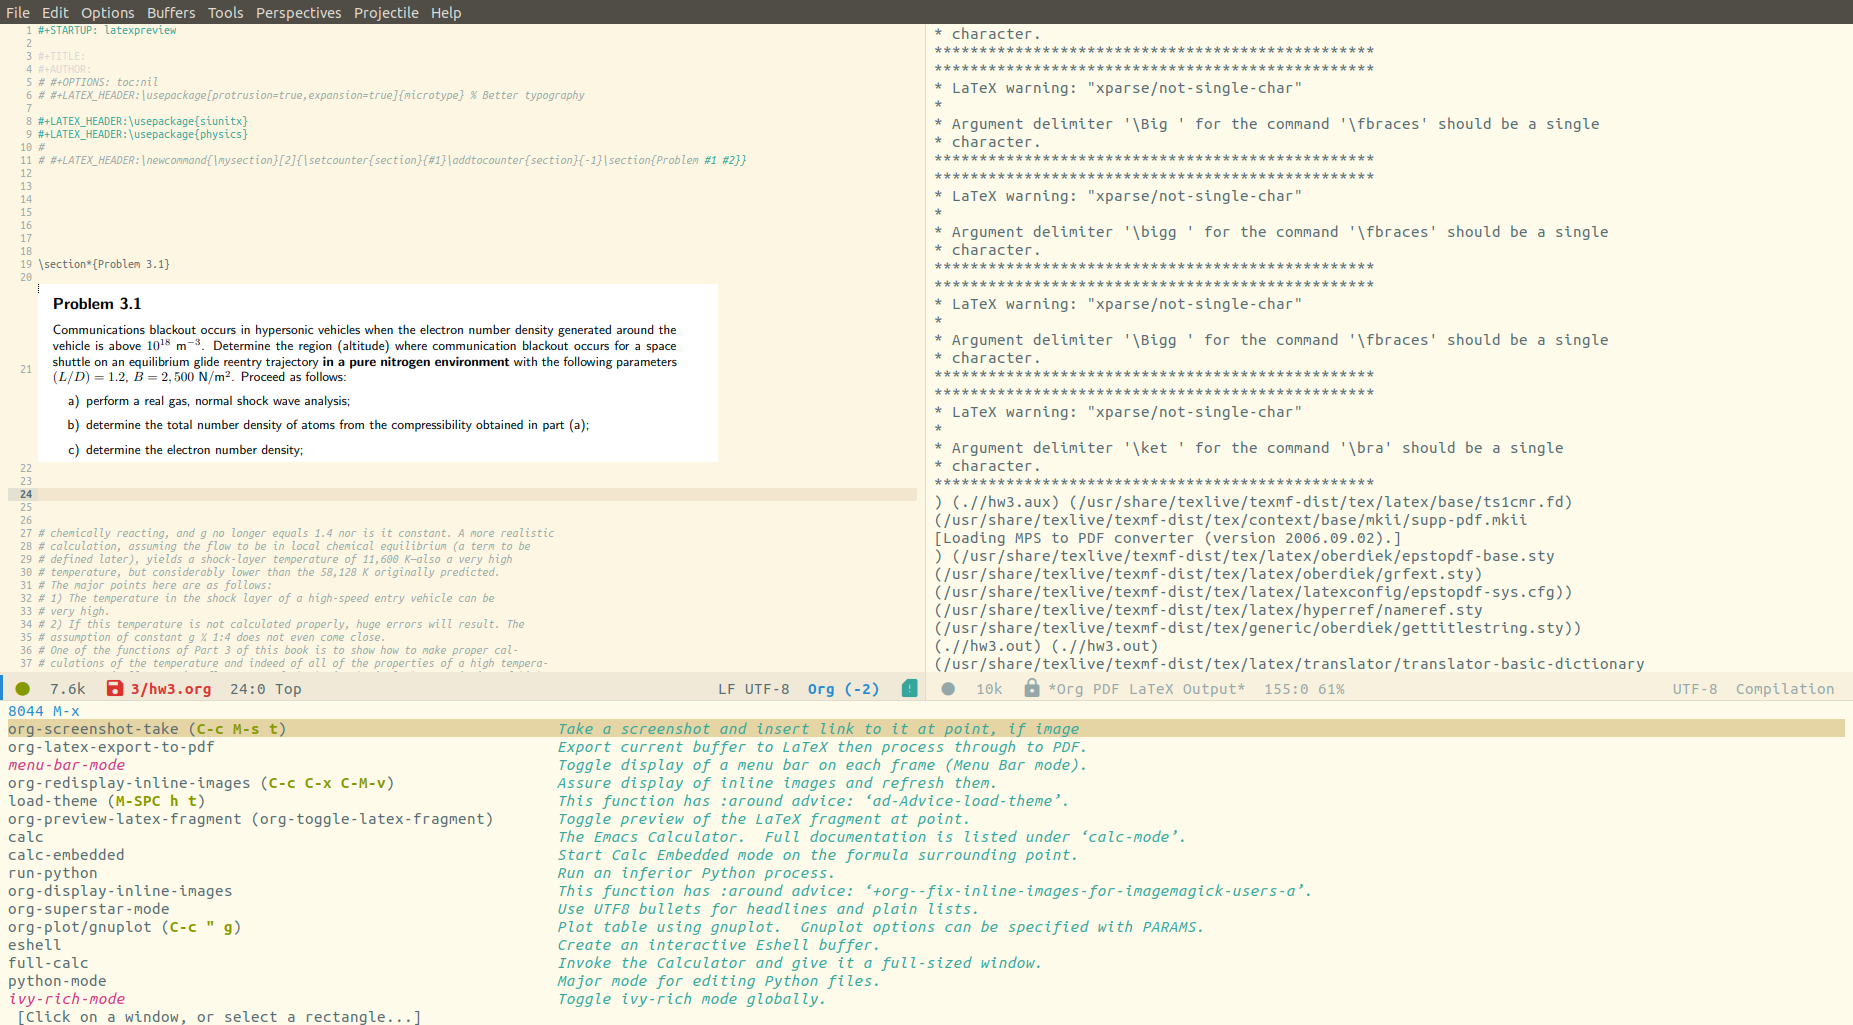 File Edit Options Buffers Tools Perspectives Projectile Help
1 #+STARTUP: latexpreview
2
3 #+TITLE:
4 #+AUTHOR:
5 # #+OPTIONS: toc:nil
6 # #+LATEX_HEADER:\usepackage[protrusion=true,expansion=true]{microtype} % Better typography
7
8 #+LATEX_HEADER:\usepackage{siunitx}
9 #+LATEX_HEADER:\usepackage{physics}
10 #
11 # #+LATEX_HEADER:\newcommand{\mysection}[2]{\setcounter{section}{#1}\addtocounter{section}{-1}\section{Problem #1 #2}}
12
13
14
15
16
17
18
19 \section*{Problem 3.1}
20
Problem 3.1
Communications blackout occurs in hypersonic vehicles when the electron number density generated around the
vehicle is above 10¹⁸ m⁻³. Determine the region (altitude) where communication blackout occurs for a space
shuttle on an equilibrium glide reentry trajectory in a pure nitrogen environment with the following parameters
21 (L/D) = 1.2, B = 2,500 N/m². Proceed as follows:
a) perform a real gas, normal shock wave analysis;
b) determine the total number density of atoms from the compressibility obtained in part (a);
c) determine the electron number density;
22
23
24
25
26
27 # chemically reacting, and g no longer equals 1.4 nor is it constant. A more realistic
28 # calculation, assuming the flow to be in local chemical equilibrium (a term to be
29 # defined later), yields a shock-layer temperature of 11,600 K—also a very high
30 # temperature, but considerably lower than the 58,128 K originally predicted.
31 # The major points here are as follows:
32 # 1) The temperature in the shock layer of a high-speed entry vehicle can be
33 # very high.
34 # 2) If this temperature is not calculated properly, huge errors will result. The
35 # assumption of constant g ¼ 1:4 does not even come close.
36 # One of the functions of Part 3 of this book is to show how to make proper cal-
37 # culations of the temperature and indeed of all of the properties of a high tempera-
7.6k 3/hw3.org 24:0 Top LF UTF-8 Org (-2)
* character.
*************************************************
*************************************************
* LaTeX warning: "xparse/not-single-char"
*
* Argument delimiter '\Big ' for the command '\fbraces' should be a single
* character.
*************************************************
*************************************************
* LaTeX warning: "xparse/not-single-char"
*
* Argument delimiter '\bigg ' for the command '\fbraces' should be a single
* character.
*************************************************
*************************************************
* LaTeX warning: "xparse/not-single-char"
*
* Argument delimiter '\Bigg ' for the command '\fbraces' should be a single
* character.
*************************************************
*************************************************
* LaTeX warning: "xparse/not-single-char"
*
* Argument delimiter '\ket ' for the command '\bra' should be a single
* character.
*************************************************
) (.//hw3.aux) (/usr/share/texlive/texmf-dist/tex/latex/base/ts1cmr.fd)
(/usr/share/texlive/texmf-dist/tex/context/base/mkii/supp-pdf.mkii
[Loading MPS to PDF converter (version 2006.09.02).]
) (/usr/share/texlive/texmf-dist/tex/latex/oberdiek/epstopdf-base.sty
(/usr/share/texlive/texmf-dist/tex/latex/oberdiek/grfext.sty)
(/usr/share/texlive/texmf-dist/tex/latex/latexconfig/epstopdf-sys.cfg))
(/usr/share/texlive/texmf-dist/tex/latex/hyperref/nameref.sty
(/usr/share/texlive/texmf-dist/tex/generic/oberdiek/gettitlestring.sty))
(.//hw3.out) (.//hw3.out)
(/usr/share/texlive/texmf-dist/tex/latex/translator/translator-basic-dictionary
10k *Org PDF LaTeX Output* 155:0 61% UTF-8 Compilation
8044 M-x
org-screenshot-take (C-c M-s t) Take a screenshot and insert link to it at point, if image
org-latex-export-to-pdf Export current buffer to LaTeX then process through to PDF.
menu-bar-mode Toggle display of a menu bar on each frame (Menu Bar mode).
org-redisplay-inline-images (C-c C-x C-M-v) Assure display of inline images and refresh them.
load-theme (M-SPC h t) This function has :around advice: ‘ad-Advice-load-theme’.
org-preview-latex-fragment (org-toggle-latex-fragment) Toggle preview of the LaTeX fragment at point.
calc The Emacs Calculator.  Full documentation is listed under ‘calc-mode’.
calc-embedded Start Calc Embedded mode on the formula surrounding point.
run-python Run an inferior Python process.
org-display-inline-images This function has :around advice: ‘+org--fix-inline-images-for-imagemagick-users-a’.
org-superstar-mode Use UTF8 bullets for headlines and plain lists.
org-plot/gnuplot (C-c " g) Plot table using gnuplot.  Gnuplot options can be specified with PARAMS.
eshell Create an interactive Eshell buffer.
full-calc Invoke the Calculator and give it a full-sized window.
python-mode Major mode for editing Python files.
ivy-rich-mode Toggle ivy-rich mode globally.
[Click on a window, or select a rectangle...]